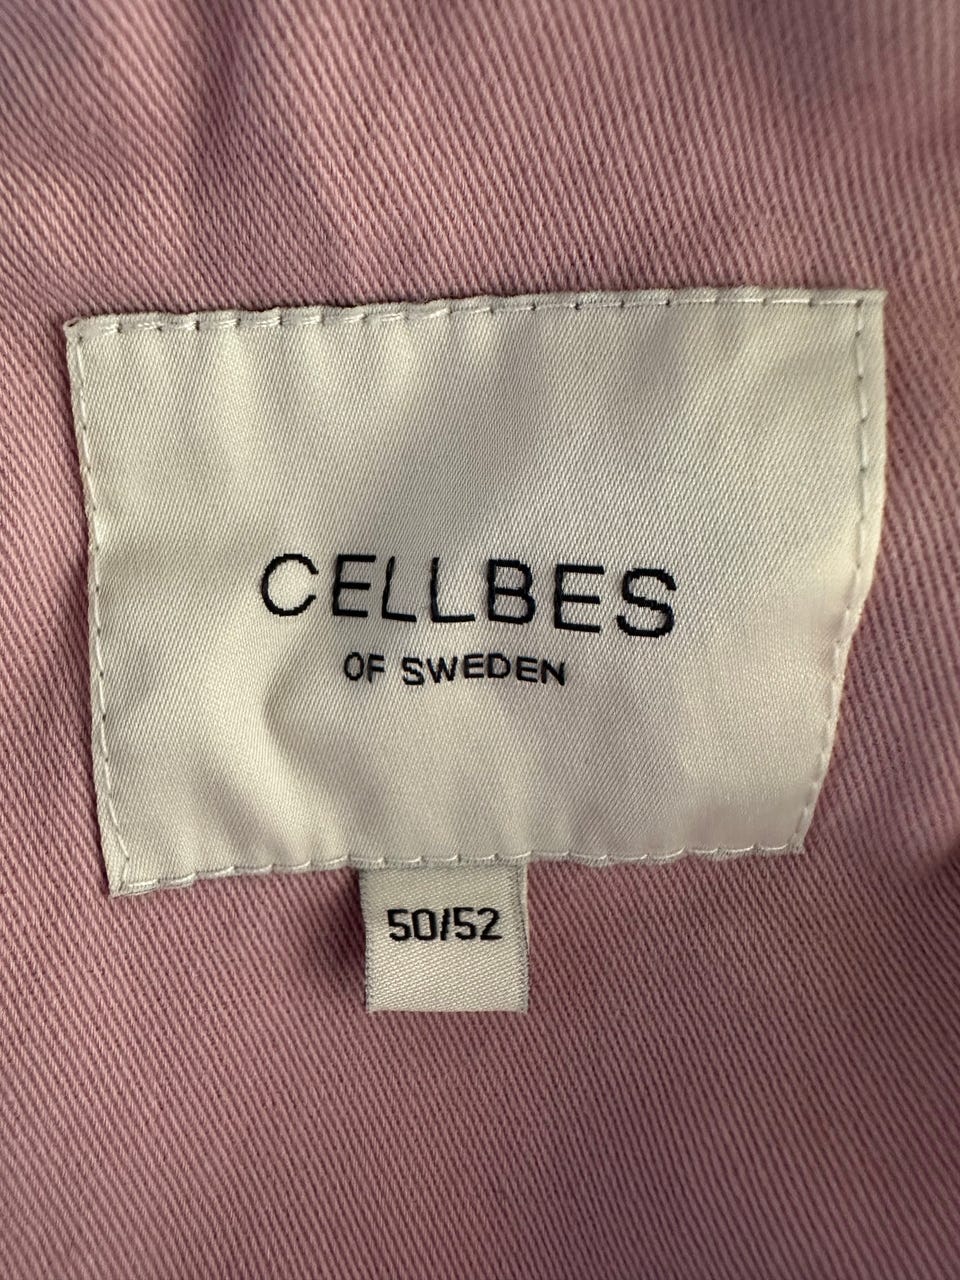 CELLBES
OF SWEDEN
50/52